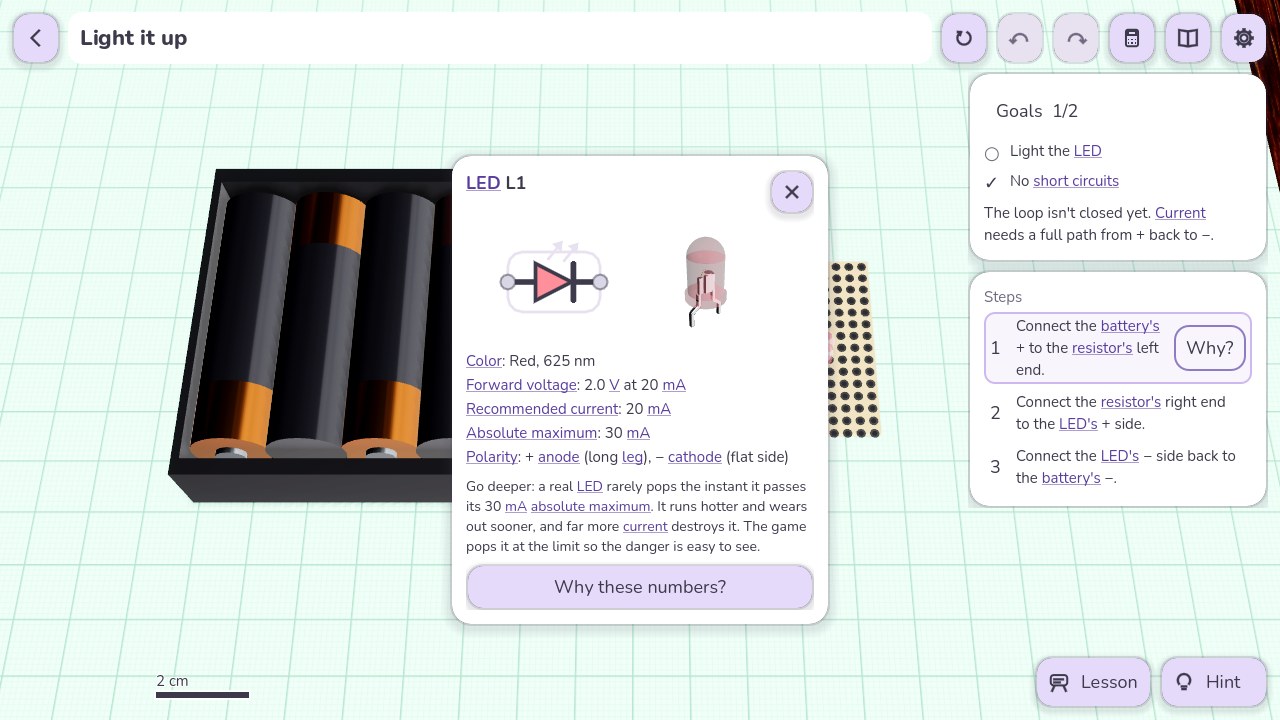 Light it up
Goals 1/2
Light the LED
No short circuits
The loop isn't closed yet. Current
needs a full path from + back to −.
Steps
1
Connect the battery's
+ to the resistor's left
end.
Why?
2
Connect the resistor's right end
to the LED's + side.
3
Connect the LED's − side back to
the battery's −.
LED L1
Color: Red, 625 nm
Forward voltage: 2.0 V at 20 mA
Recommended current: 20 mA
Absolute maximum: 30 mA
Polarity: + anode (long leg), − cathode (flat side)
Go deeper: a real LED rarely pops the instant it passes
its 30 mA absolute maximum. It runs hotter and wears
out sooner, and far more current destroys it. The game
pops it at the limit so the danger is easy to see.
Why these numbers?
2 cm
Lesson
Hint